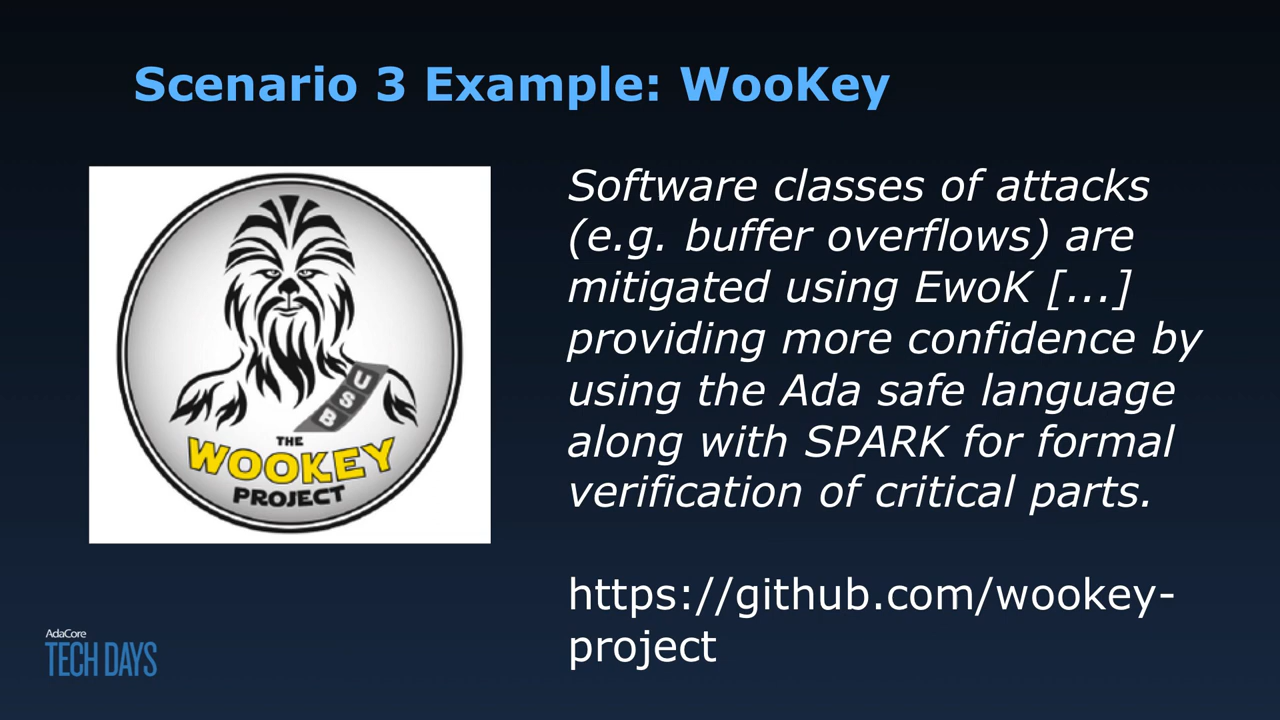 Scenario 3 Example: WooKey
USB
THE
WOOKEY
PROJECT
Software classes of attacks
(e.g. buffer overflows) are
mitigated using EwoK [...]
providing more confidence by
using the Ada safe language
along with SPARK for formal
verification of critical parts.
https://github.com/wookey-
project
AdaCore
TECH DAYS